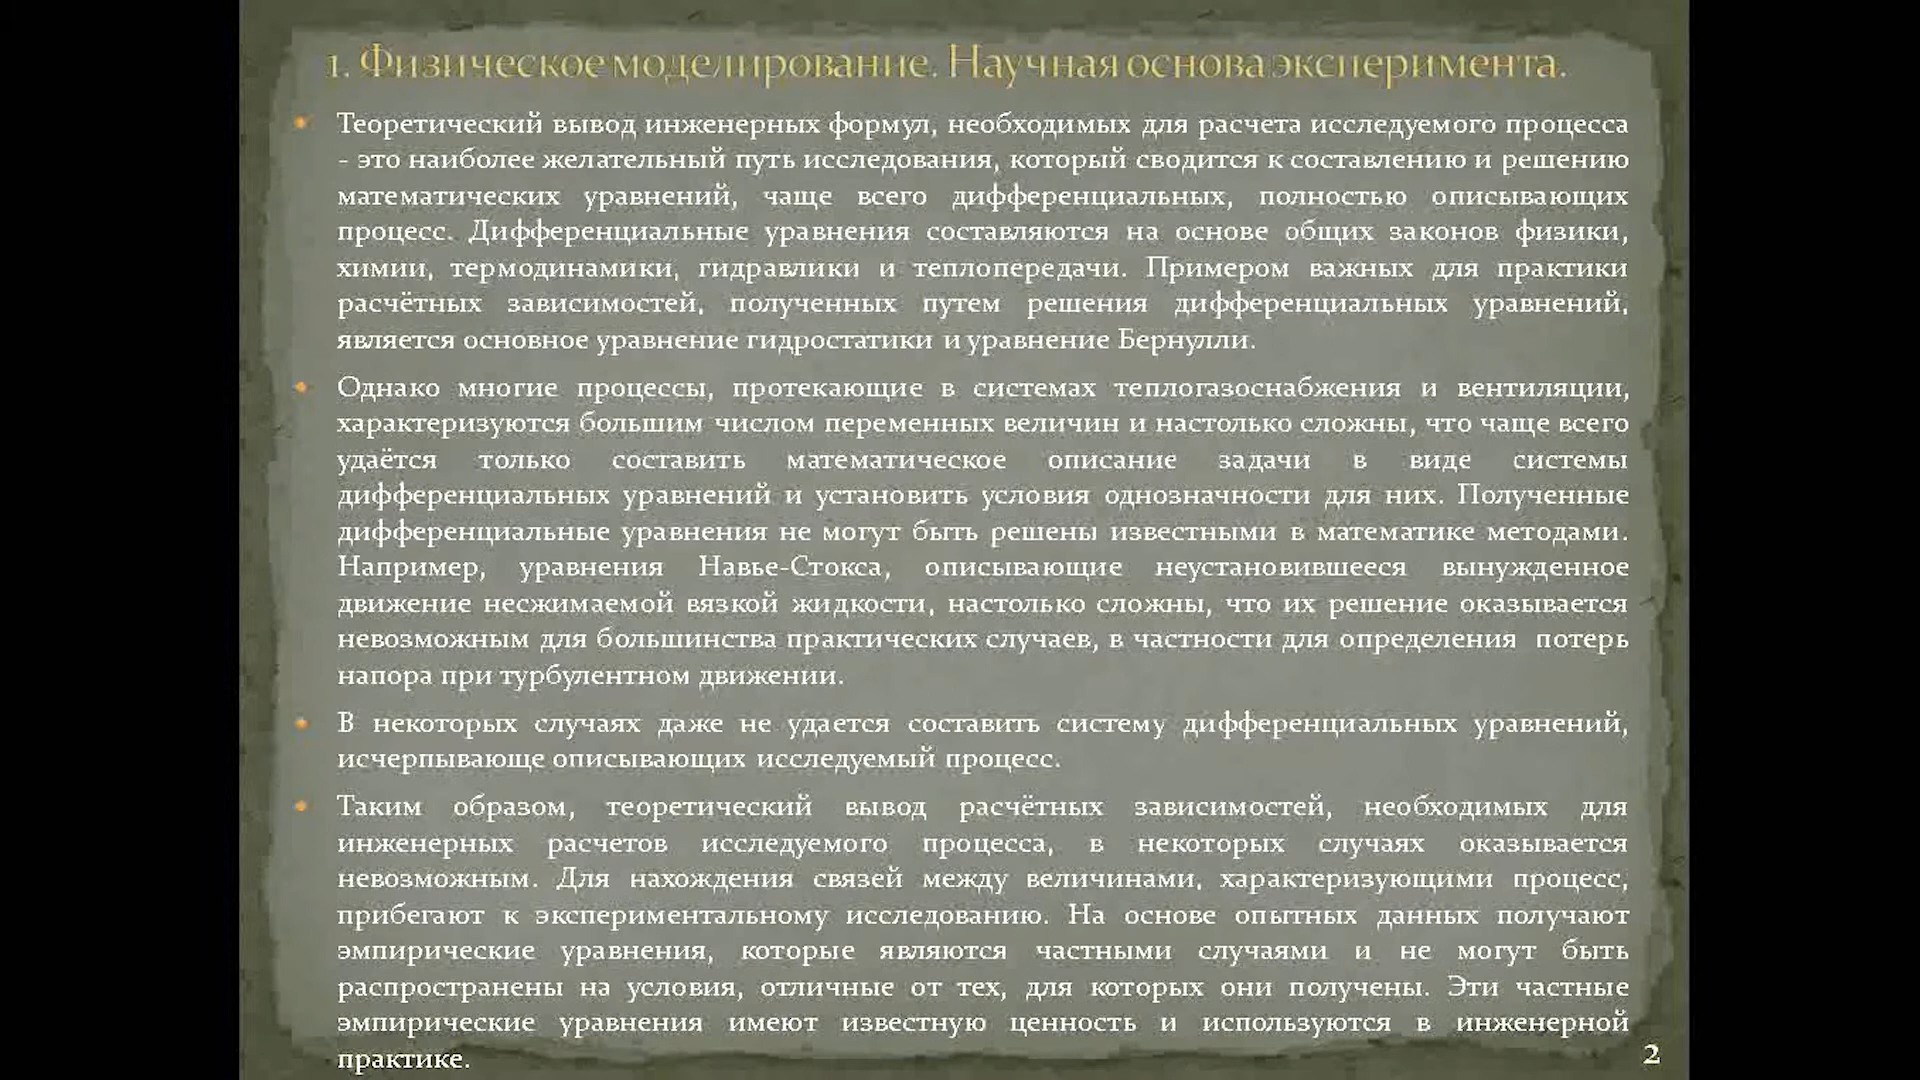 1. Физическое моделирование. Научная основа эксперимента.
• Теоретический вывод инженерных формул, необходимых для расчета исследуемого процесса
- это наиболее желательный путь исследования, который сводится к составлению и решению
математических уравнений, чаще всего дифференциальных, полностью описывающих
процесс. Дифференциальные уравнения составляются на основе общих законов физики,
химии, термодинамики, гидравлики и теплопередачи. Примером важных для практики
расчётных зависимостей, полученных путем решения дифференциальных уравнений,
является основное уравнение гидростатики и уравнение Бернулли.
• Однако многие процессы, протекающие в системах теплогазоснабжения и вентиляции,
характеризуются большим числом переменных величин и настолько сложны, что чаще всего
удаётся только составить математическое описание задачи в виде системы
дифференциальных уравнений и установить условия однозначности для них. Полученные
дифференциальные уравнения не могут быть решены известными в математике методами.
Например, уравнения Навье-Стокса, описывающие неустановившееся вынужденное
движение несжимаемой вязкой жидкости, настолько сложны, что их решение оказывается
невозможным для большинства практических случаев, в частности для определения потерь
напора при турбулентном движении.
• В некоторых случаях даже не удается составить систему дифференциальных уравнений,
исчерпывающе описывающих исследуемый процесс.
• Таким образом, теоретический вывод расчётных зависимостей, необходимых для
инженерных расчетов исследуемого процесса, в некоторых случаях оказывается
невозможным. Для нахождения связей между величинами, характеризующими процесс,
прибегают к экспериментальному исследованию. На основе опытных данных получают
эмпирические уравнения, которые являются частными случаями и не могут быть
распространены на условия, отличные от тех, для которых они получены. Эти частные
эмпирические уравнения имеют известную ценность и используются в инженерной
практике.
2